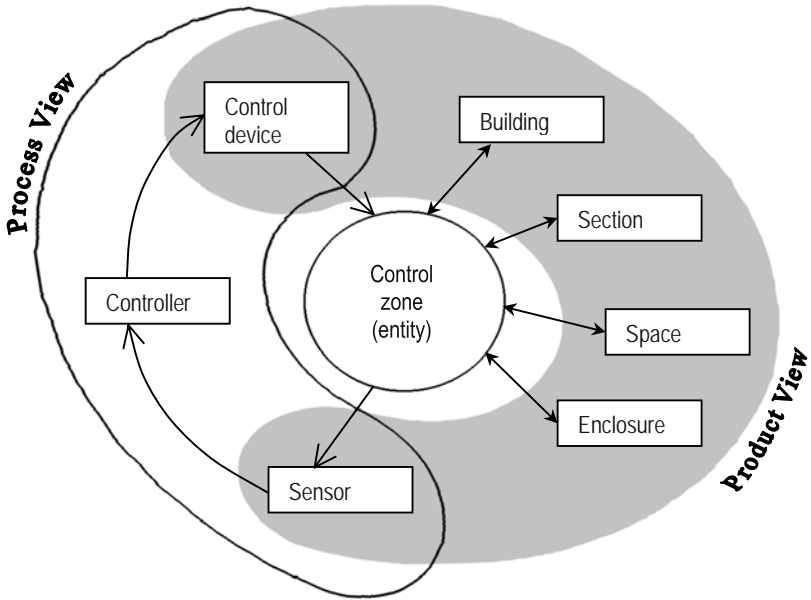 Process View
Control
device
Building
Section
Control
zone
(entity)
Controller
Space
Enclosure
Product View
Sensor